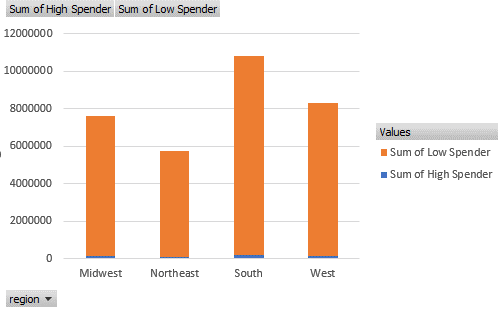 Sum of High Spender Sum of Low Spender
12000000
10000000
8000000
6000000
4000000
2000000
0
Midwest Northeast South West
Values
Sum of Low Spender
Sum of High Spender
region